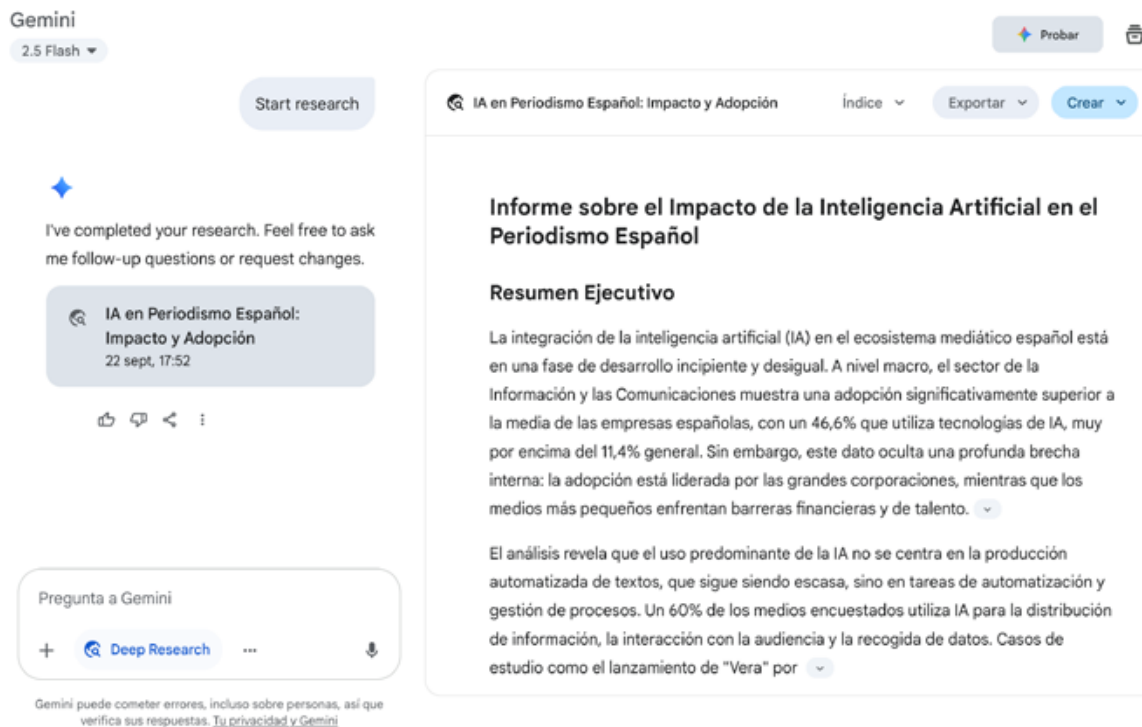 Gemini
2.5 Flash
Probar
Start research
I've completed your research. Feel free to ask
me follow-up questions or request changes.
IA en Periodismo Español:
Impacto y Adopción
22 sept, 17:52
Pregunta a Gemini
Deep Research
Gemini puede cometer errores, incluso sobre personas, así que
verifica sus respuestas. Tu privacidad y Gemini
IA en Periodismo Español: Impacto y Adopción
Índice
Exportar
Crear
Informe sobre el Impacto de la Inteligencia Artificial en el
Periodismo Español
Resumen Ejecutivo
La integración de la inteligencia artificial (IA) en el ecosistema mediático español está
en una fase de desarrollo incipiente y desigual. A nivel macro, el sector de la
Información y las Comunicaciones muestra una adopción significativamente superior a
la media de las empresas españolas, con un 46,6% que utiliza tecnologías de IA, muy
por encima del 11,4% general. Sin embargo, este dato oculta una profunda brecha
interna: la adopción está liderada por las grandes corporaciones, mientras que los
medios más pequeños enfrentan barreras financieras y de talento.
El análisis revela que el uso predominante de la IA no se centra en la producción
automatizada de textos, que sigue siendo escasa, sino en tareas de automatización y
gestión de procesos. Un 60% de los medios encuestados utiliza IA para la distribución
de información, la interacción con la audiencia y la recogida de datos. Casos de
estudio como el lanzamiento de "Vera" por